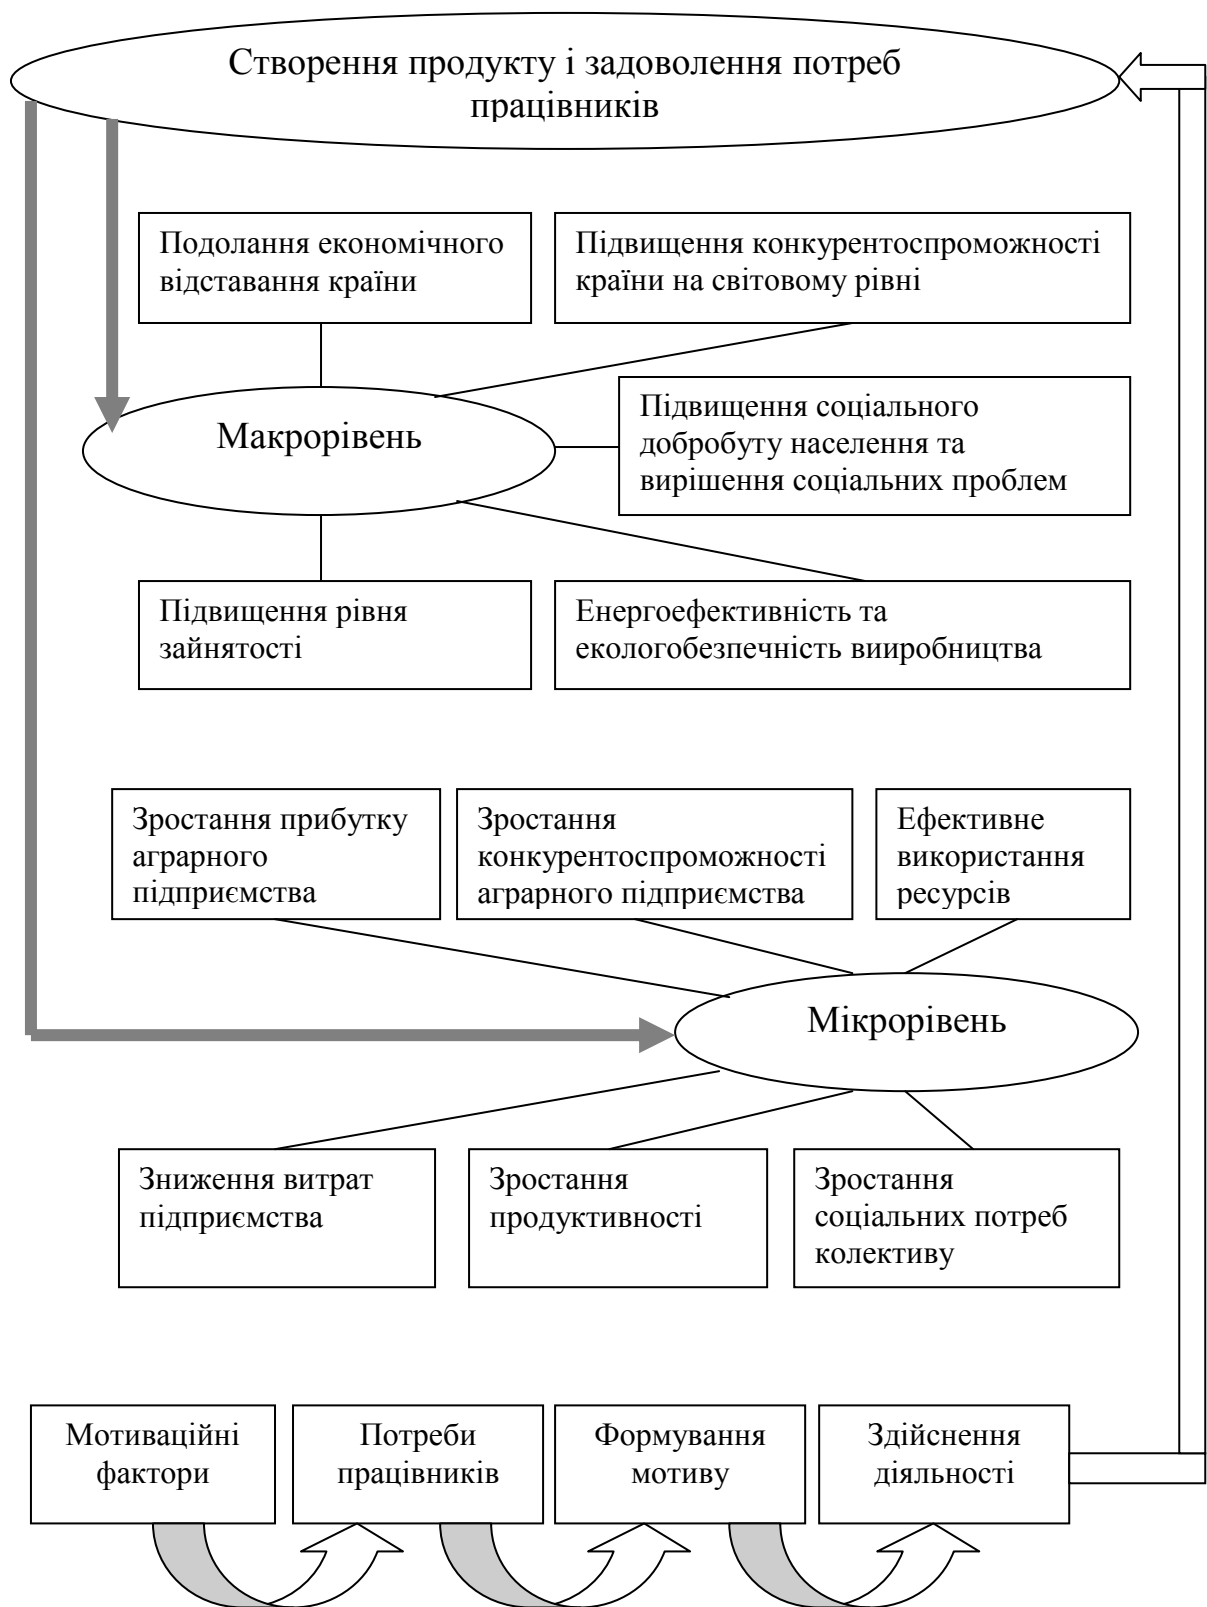 Створення продукту і задоволення потреб
працівників
Подолання економічного
відставання країни
Підвищення конкурентоспроможності
країни на світовому рівні
Підвищення соціального
добробуту населення та
вирішення соціальних проблем
Макрорівень
Підвищення рівня
зайнятості
Енергоефективність та
екологобезпечність вииробництва
Зростання прибутку
аграрного
підприємства
Зростання
конкурентоспроможності
аграрного підприємства
Ефективне
використання
ресурсів
Мікрорівень
Зниження витрат
підприємства
Зростання
продуктивності
Зростання
соціальних потреб
колективу
Мотиваційні
фактори
Потреби
працівників
Формування
мотиву
Здійснення
діяльності